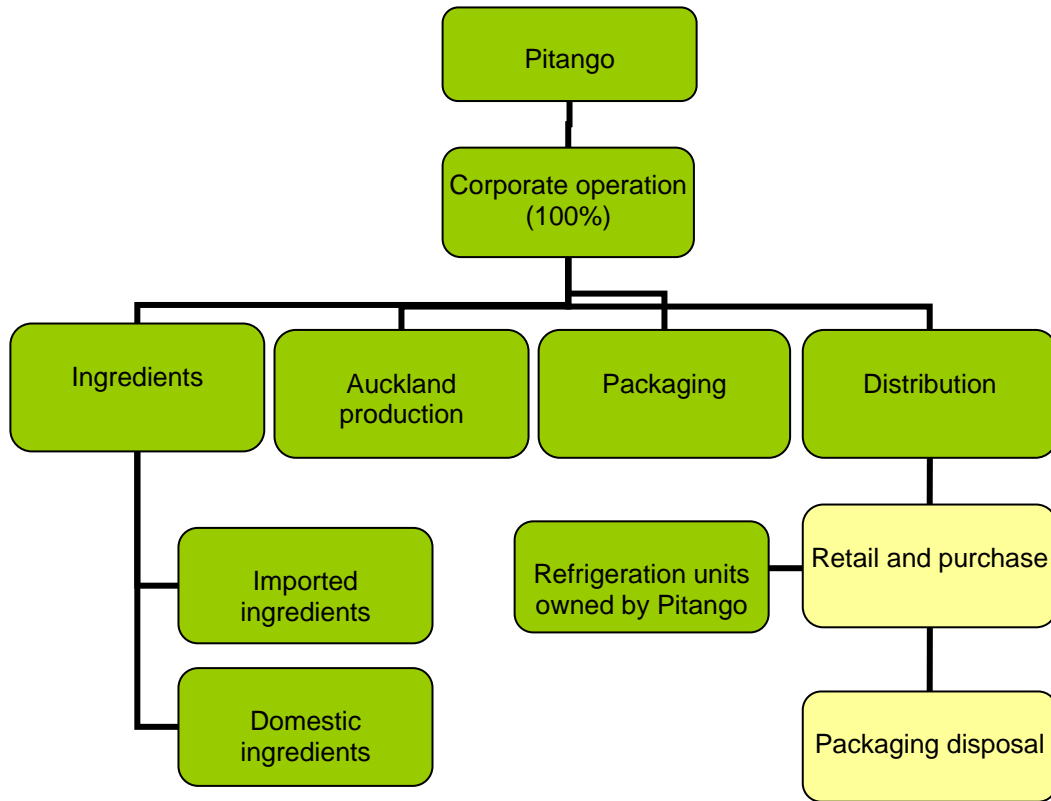 Pitango
Corporate operation
(100%)
Ingredients
Auckland
production
Packaging
Distribution
Imported
ingredients
Domestic
ingredients
Refrigeration units
owned by Pitango
Retail and purchase
Packaging disposal